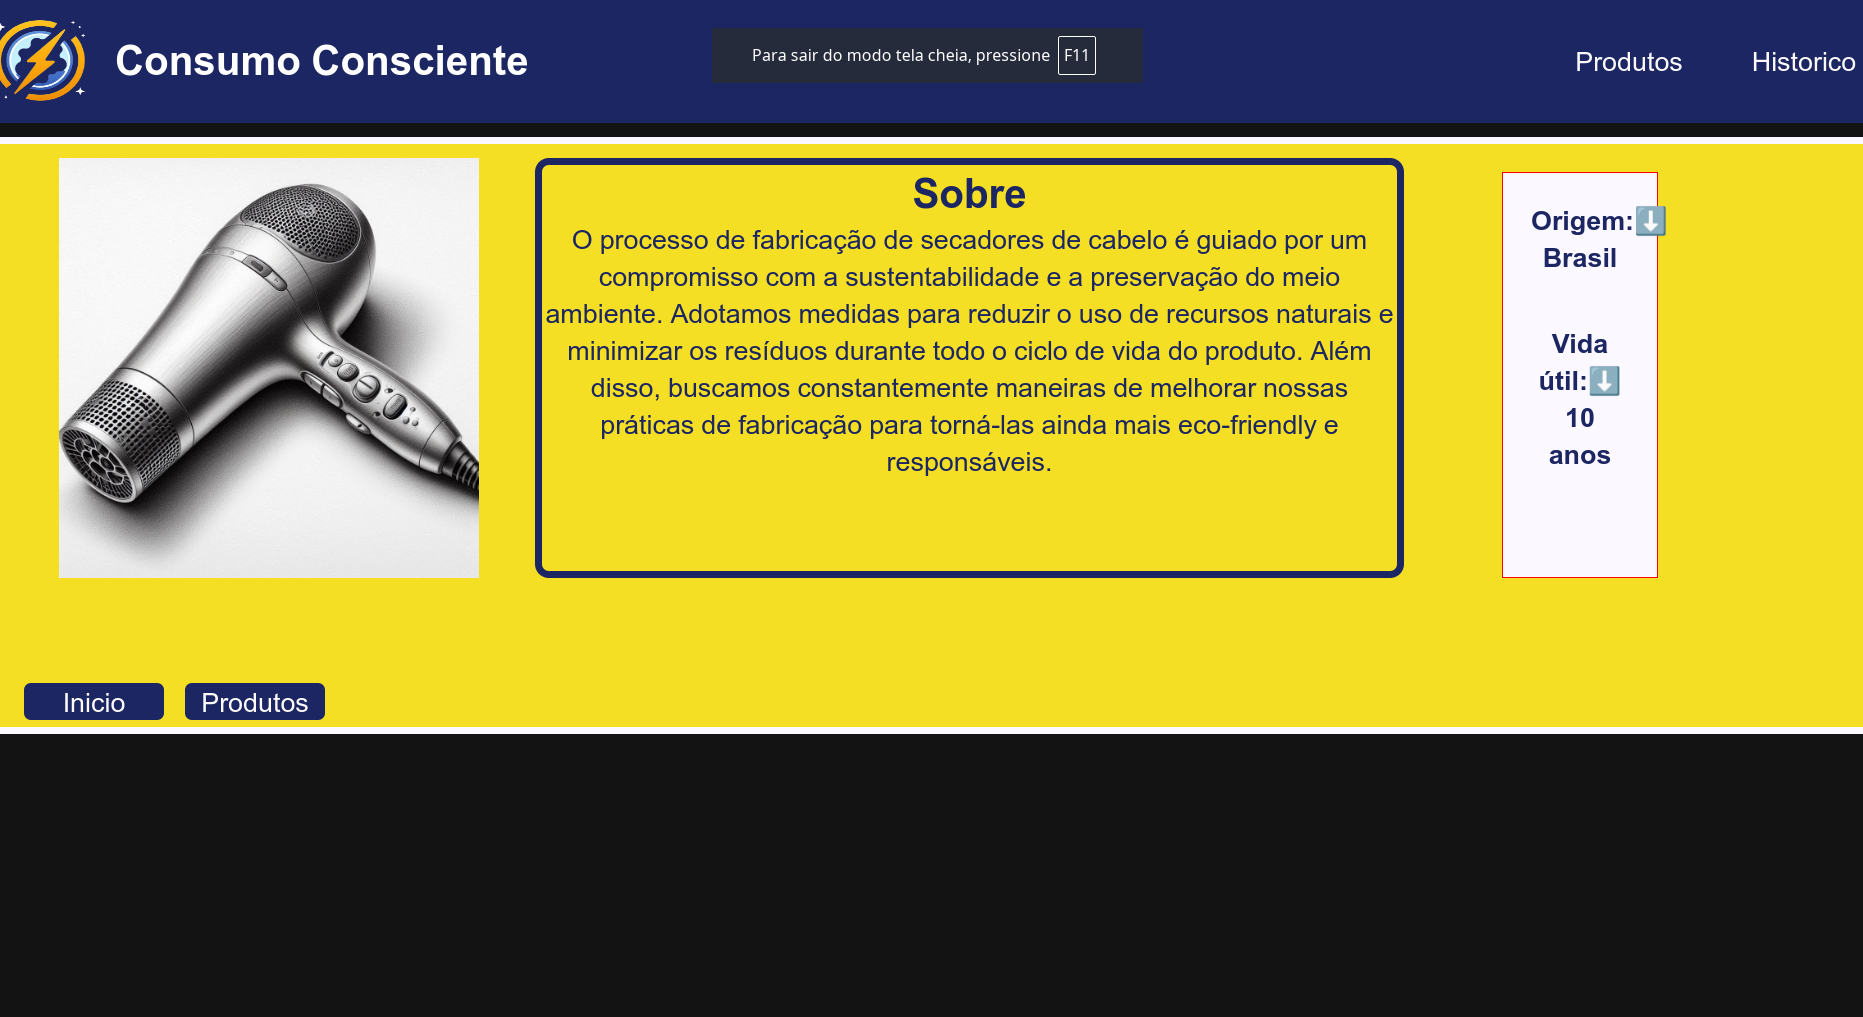 Consumo Consciente
Para sair do modo tela cheia, pressione F11
Produtos
Historico
Sobre
O processo de fabricação de secadores de cabelo é guiado por um
compromisso com a sustentabilidade e a preservação do meio
ambiente. Adotamos medidas para reduzir o uso de recursos naturais e
minimizar os resíduos durante todo o ciclo de vida do produto. Além
disso, buscamos constantemente maneiras de melhorar nossas
práticas de fabricação para torná-las ainda mais eco-friendly e
responsáveis.
Origem:⬇️
Brasil
Vida
útil:⬇️
10
anos
Inicio
Produtos